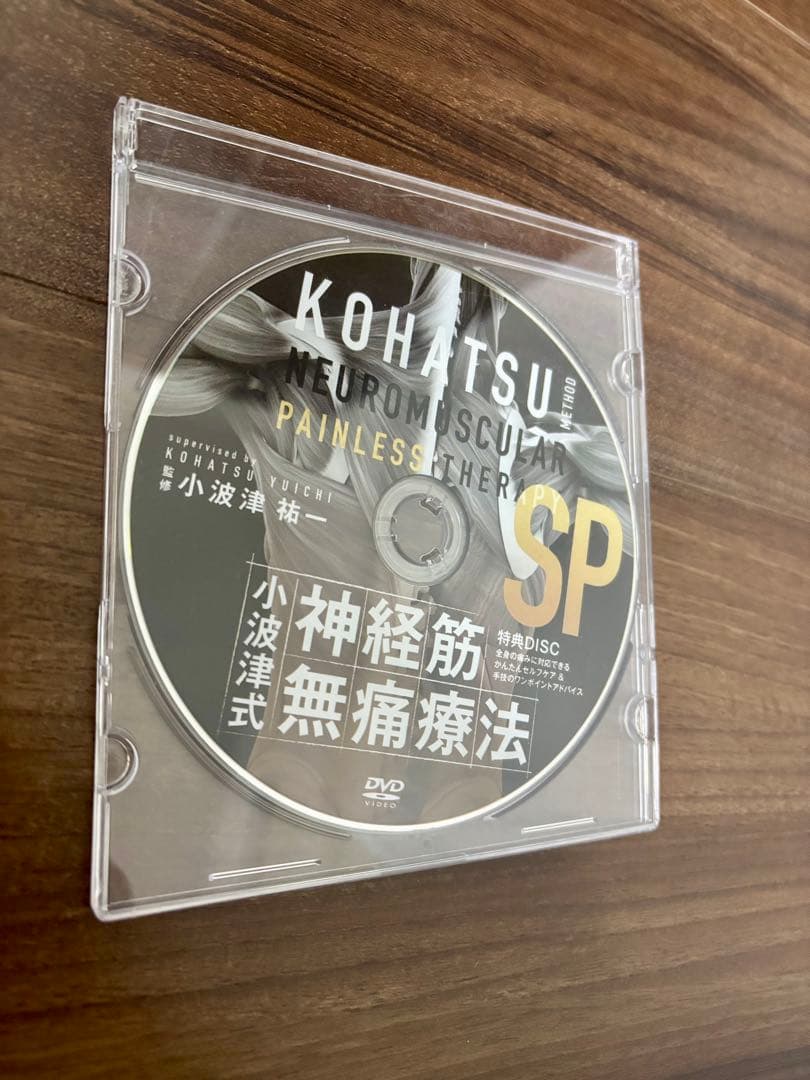 KOHATSU
METHOD
NEUROMUSCULAR
PAINLESS THERAPY
supervised by
KOHATSU YUICHI
監修 小波津 祐一
SP
特典DISC
全身の痛みに対応できる
かんたんセルフケア &
手技のワンポイントアドバイス
小波津式
神経筋
無痛療法
DVD
VIDEO